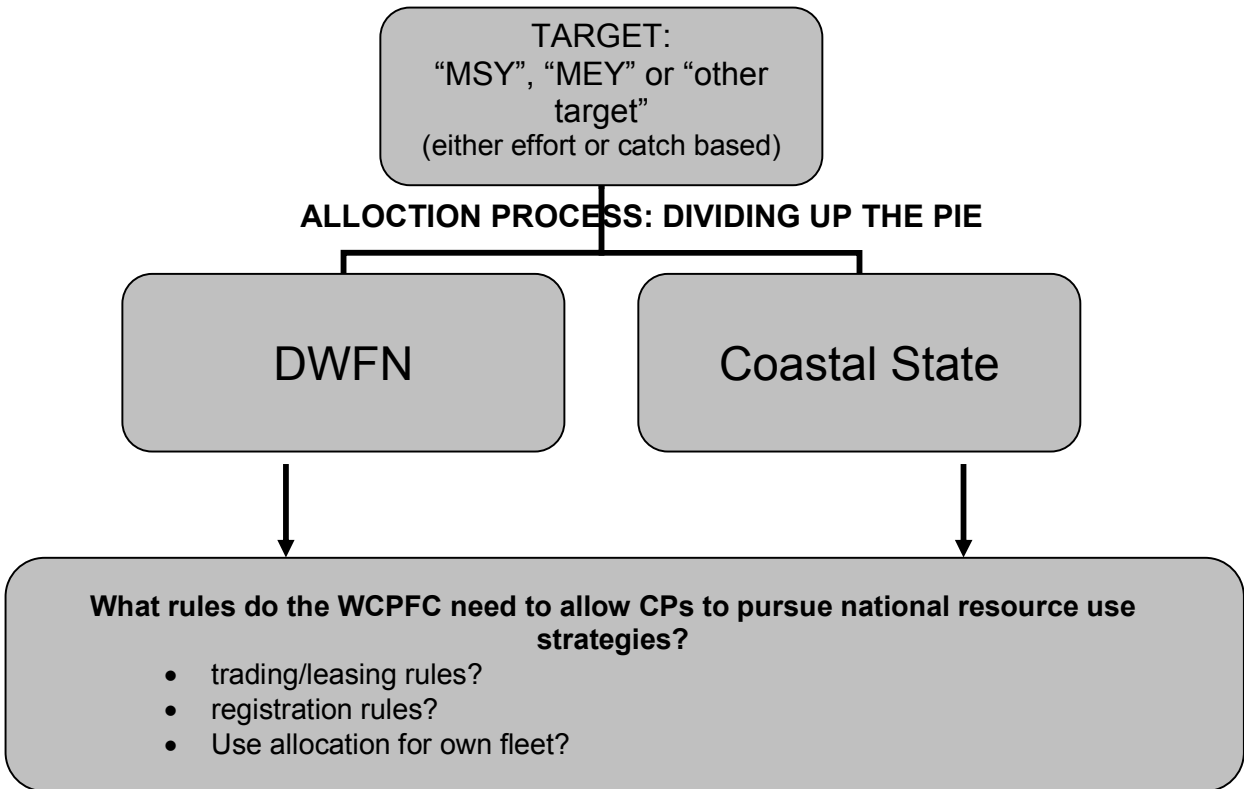 TARGET:
“MSY”, “MEY” or “other
target”
(either effort or catch based)
ALLOCTION PROCESS: DIVIDING UP THE PIE
DWFN
Coastal State
What rules do the WCPFC need to allow CPs to pursue national resource use
strategies?
• trading/leasing rules?
• registration rules?
• Use allocation for own fleet?